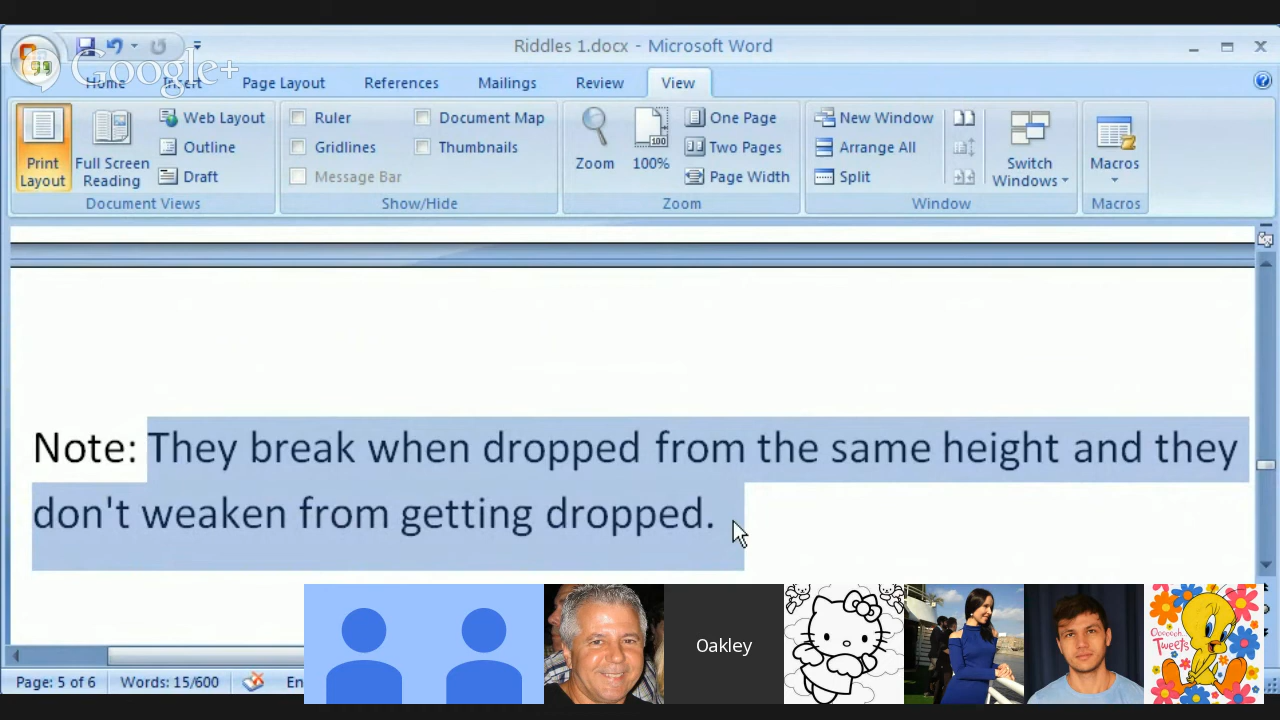 Riddles 1.docx - Microsoft Word
Google+
Home Insert Page Layout References Mailings Review View
Print Layout
Full Screen Reading
Web Layout
Outline
Draft
Document Views
Ruler
Gridlines
Message Bar
Document Map
Thumbnails
Show/Hide
Zoom
100%
One Page
Two Pages
Page Width
Zoom
New Window
Arrange All
Split
Switch Windows
Window
Macros
Macros
Note: They break when dropped from the same height and they
don't weaken from getting dropped.
Oakley
Ooooooh
Tweets
Page: 5 of 6 Words: 15/600 En